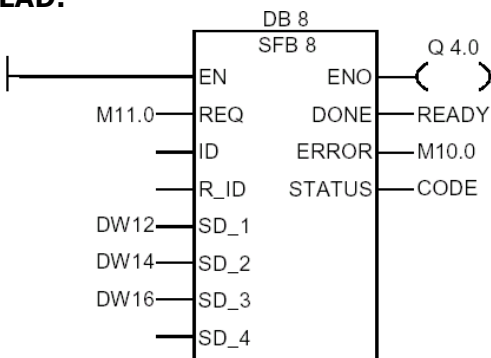 LAD:
DB 8
SFB 8
Q 4.0
EN ENO
M11.0 REQ DONE READY
ID ERROR M10.0
R_ID STATUS CODE
DW12 SD_1
DW14 SD_2
DW16 SD_3
SD_4